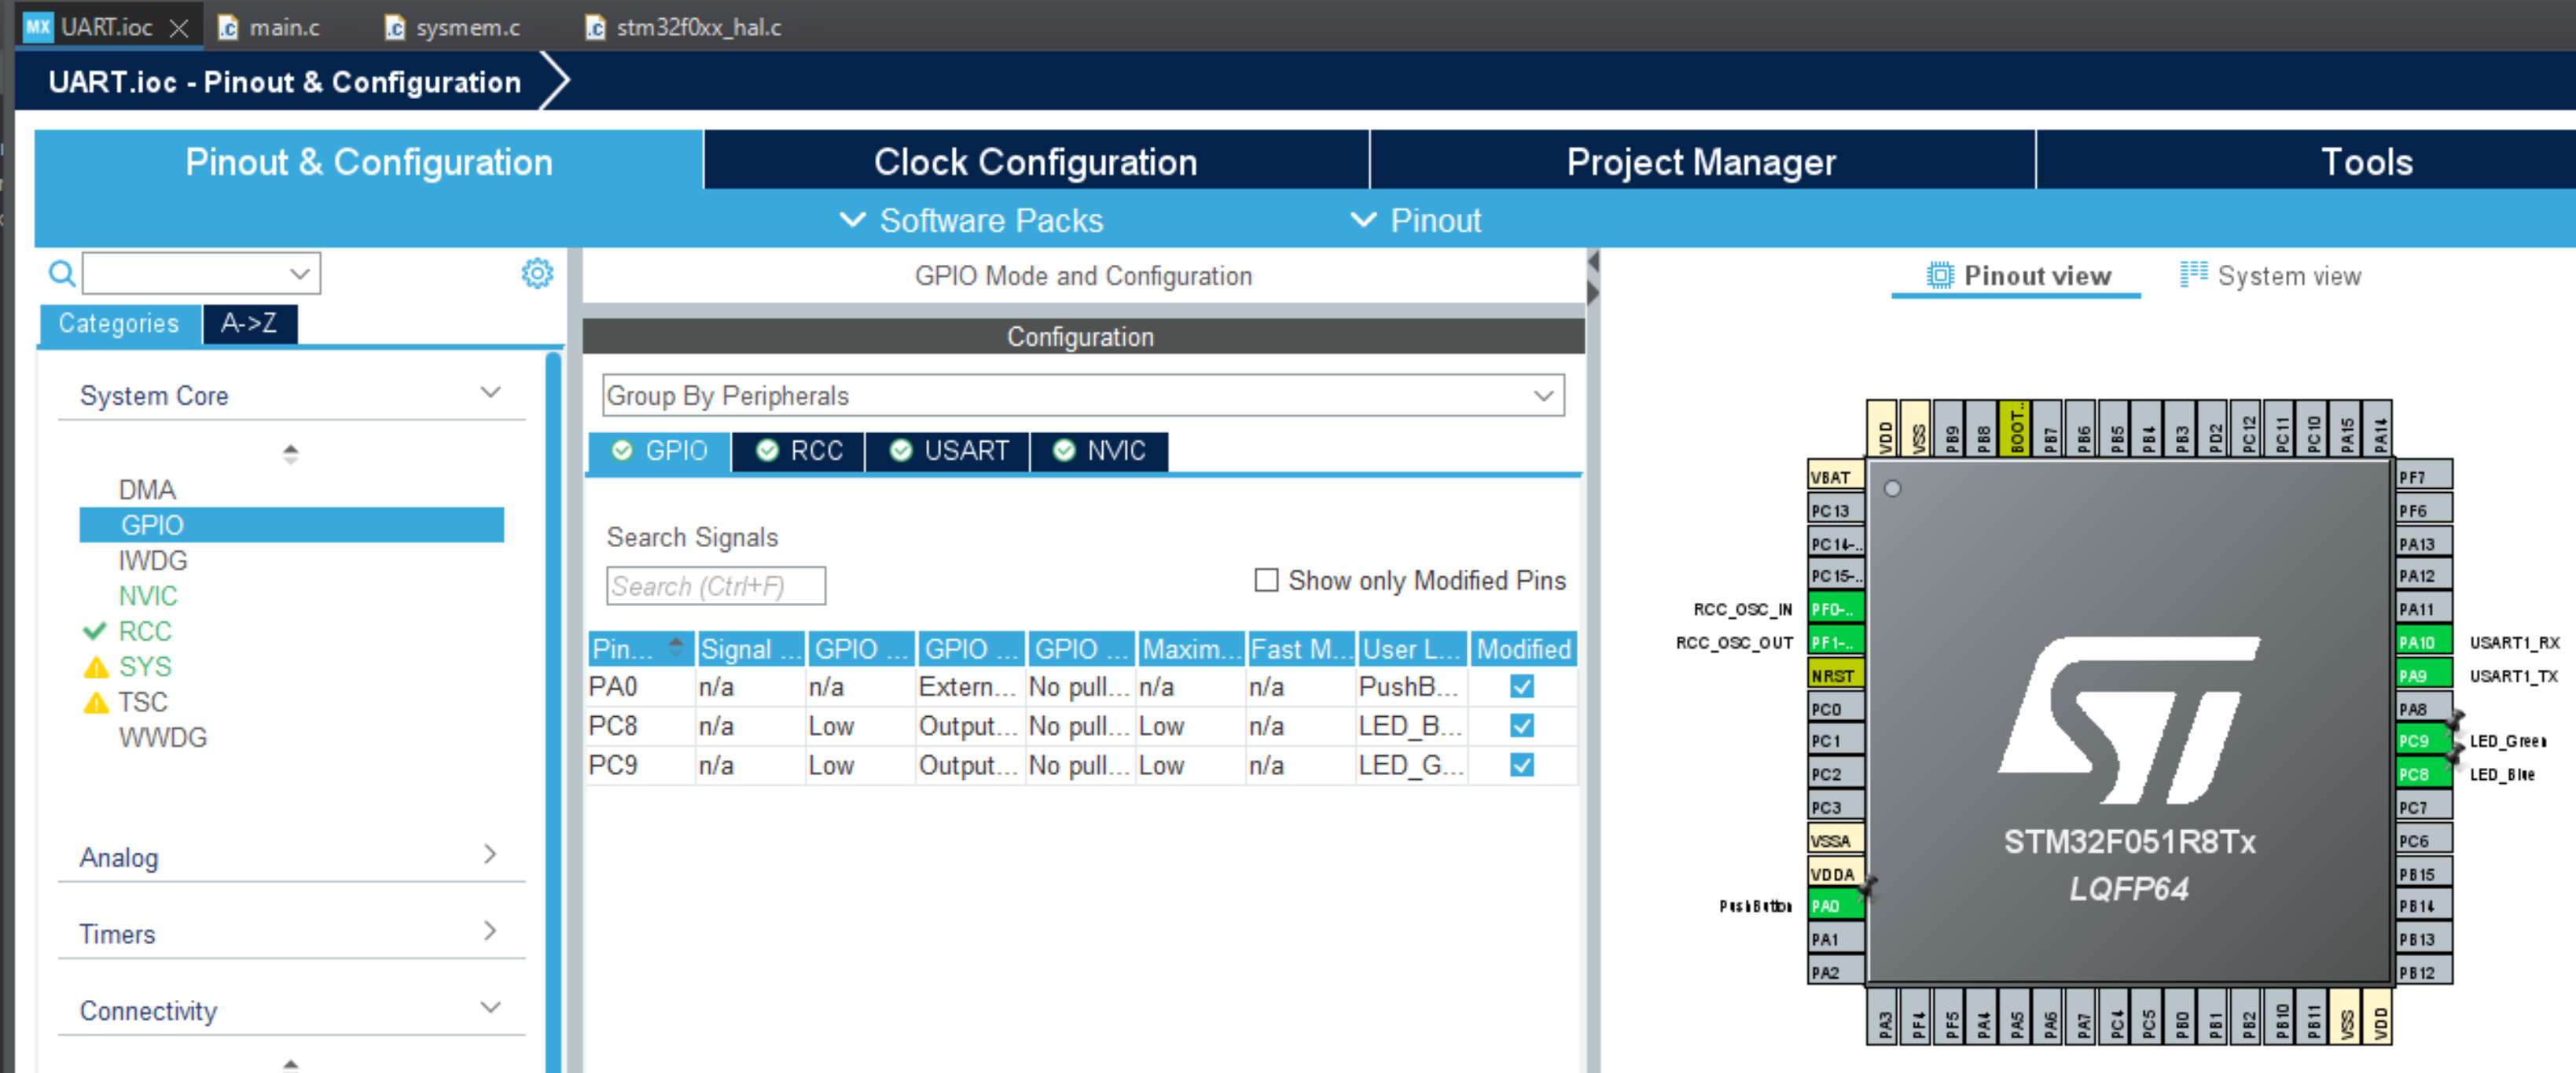 MX UART.ioc
.c main.c
.c sysmem.c
.c stm32f0xx_hal.c
UART.ioc - Pinout & Configuration
Pinout & Configuration
Clock Configuration
Project Manager
Tools
Software Packs
Pinout
Categories
A->Z
System Core
DMA
GPIO
IWDG
NVIC
RCC
SYS
TSC
WWDG
Analog
Timers
Connectivity
GPIO Mode and Configuration
Configuration
Group By Peripherals
GPIO
RCC
USART
NVIC
Search Signals
Search (Ctrl+F)
Show only Modified Pins
Pin... Signal ... GPIO ... GPIO ... GPIO ... Maxim... Fast M... User L... Modified
PA0 n/a n/a Extern... No pull... n/a n/a PushB...
PC8 n/a Low Output... No pull... Low n/a LED_B...
PC9 n/a Low Output... No pull... Low n/a LED_G...
Pinout view
System view
VDD VSS PB9 PB8 BOOT.. PB7 PB6 PB5 PB4 PB3 PD2 PC12 PC11 PC10 PA15 PA14
VBAT
PC13
PC14-..
PC15-..
RCC_OSC_IN PF0-..
RCC_OSC_OUT PF1-..
NRST
PC0
PC1
PC2
PC3
VSSA
VDDA
PushButton PA0
PA1
PA2
ST
STM32F051R8Tx
LQFP64
PF7
PF6
PA13
PA12
PA11
PA10 USART1_RX
PA9 USART1_TX
PA8
PC9 LED_Green
PC8 LED_Blue
PC7
PC6
PB15
PB14
PB13
PB12
PA3 PF4 PF5 PA4 PA5 PA6 PA7 PC4 PC5 PB0 PB1 PB2 PB10 PB11 VSS VDD